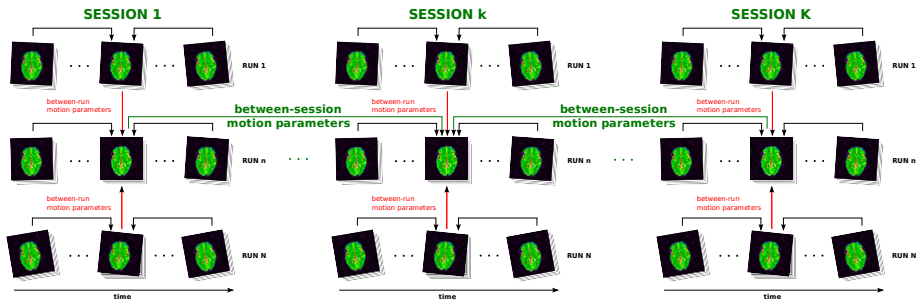 SESSION 1
SESSION k
SESSION K
RUN 1
RUN 1
RUN 1
between-run
motion parameters
between-run
motion parameters
between-run
motion parameters
between-session
motion parameters
between-session
motion parameters
RUN n
RUN n
RUN n
between-run
motion parameters
between-run
motion parameters
between-run
motion parameters
RUN N
RUN N
RUN N
time
time
time